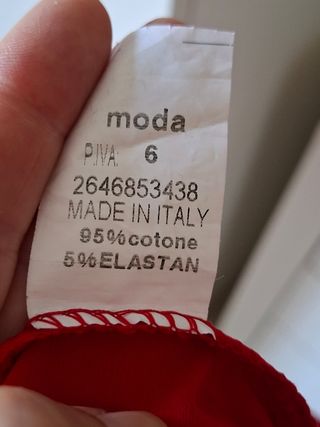 moda
P.IVA: 6
2646853438
MADE IN ITALY
95%cotone
5%ELASTAN